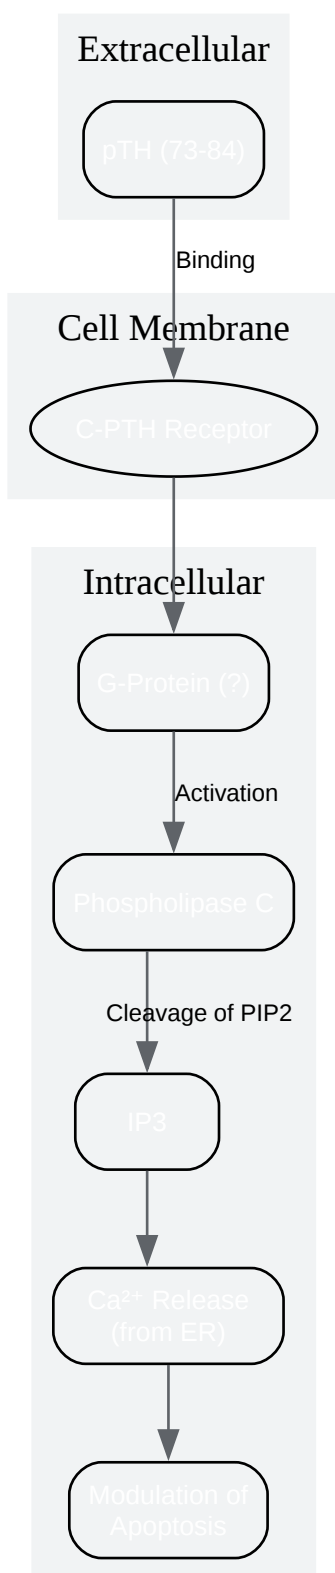 Extracellular
pTH (73-84)
Binding
Cell Membrane
C-PTH Receptor
Intracellular
G-Protein (?)
Activation
Phospholipase C
Cleavage of PIP2
IP3
Ca²⁺ Release
(from ER)
Modulation of
Apoptosis